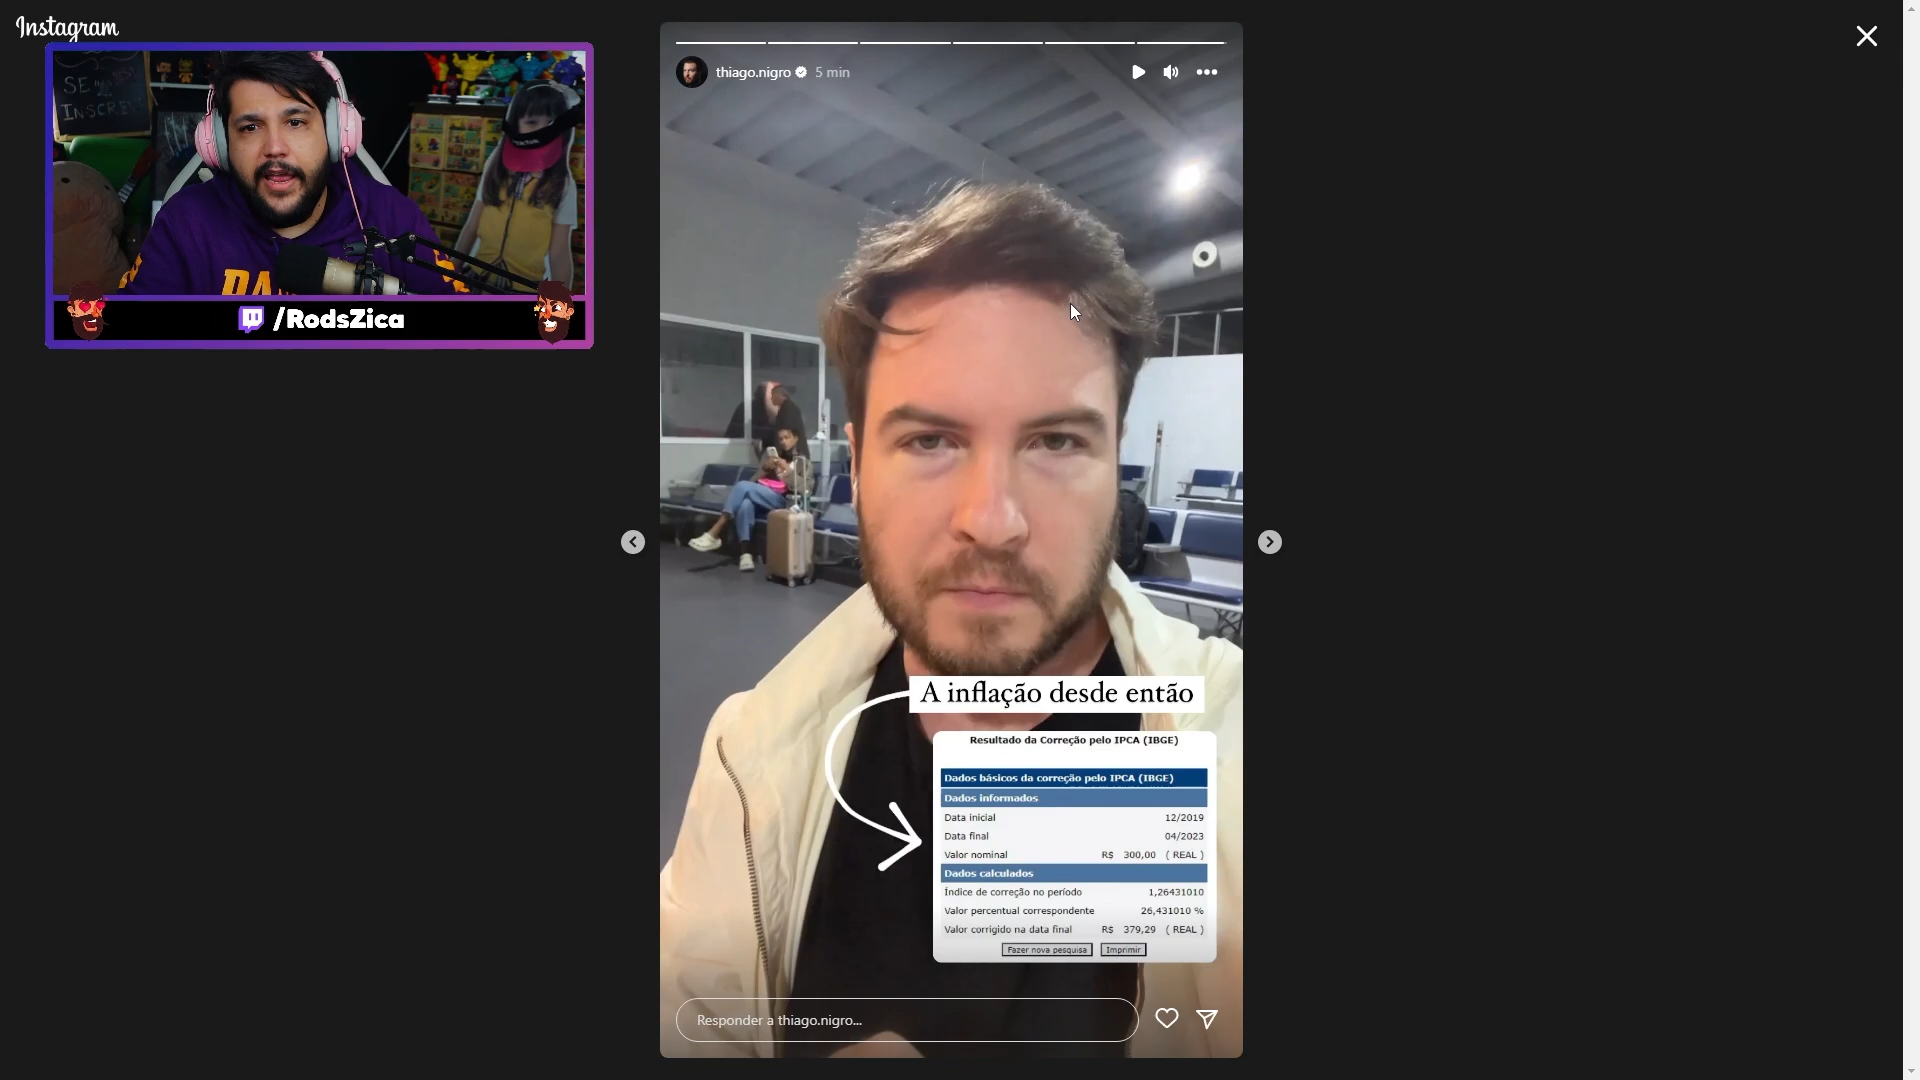 Instagram
SE
INSCREV
/RodsZica
thiago.nigro 5 min
A inflação desde então
Resultado da Correção pelo IPCA (IBGE)
Dados básicos da correção pelo IPCA (IBGE)
Dados informados
Data inicial 12/2019
Data final 04/2023
Valor nominal R$ 300,00 ( REAL )
Dados calculados
Índice de correção no período 1,26431010
Valor percentual correspondente 26,431010 %
Valor corrigido na data final R$ 379,29 ( REAL )
Fazer nova pesquisa Imprimir
Responder a thiago.nigro...